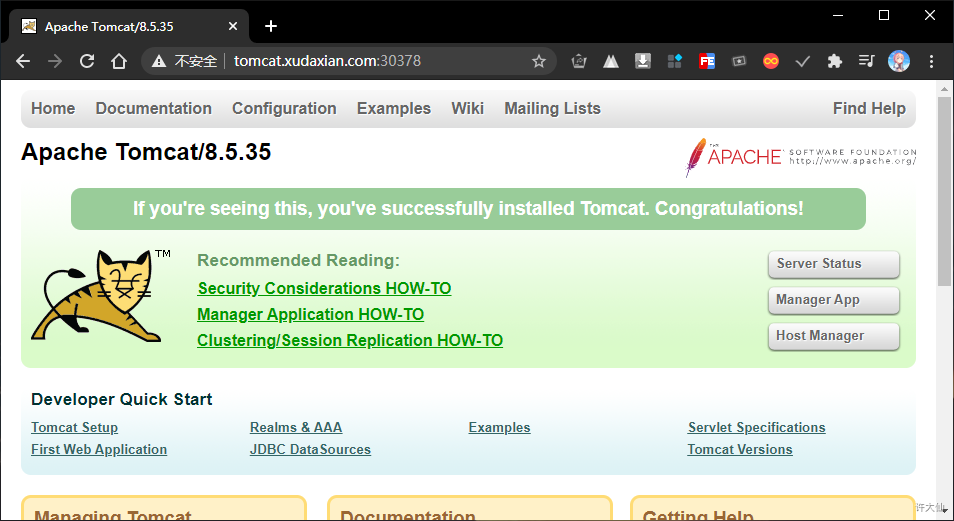 Apache Tomcat/8.5.35
不安全 tomcat.xudaxian.com:30378
Home Documentation Configuration Examples Wiki Mailing Lists Find Help
Apache Tomcat/8.5.35
THE APACHE SOFTWARE FOUNDATION
http://www.apache.org/
If you're seeing this, you've successfully installed Tomcat. Congratulations!
TM
Recommended Reading:
Security Considerations HOW-TO
Manager Application HOW-TO
Clustering/Session Replication HOW-TO
Server Status
Manager App
Host Manager
Developer Quick Start
Tomcat Setup Realms & AAA Examples Servlet Specifications
First Web Application JDBC DataSources Tomcat Versions
Managing Tomcat Documentation Getting Help
许大仙